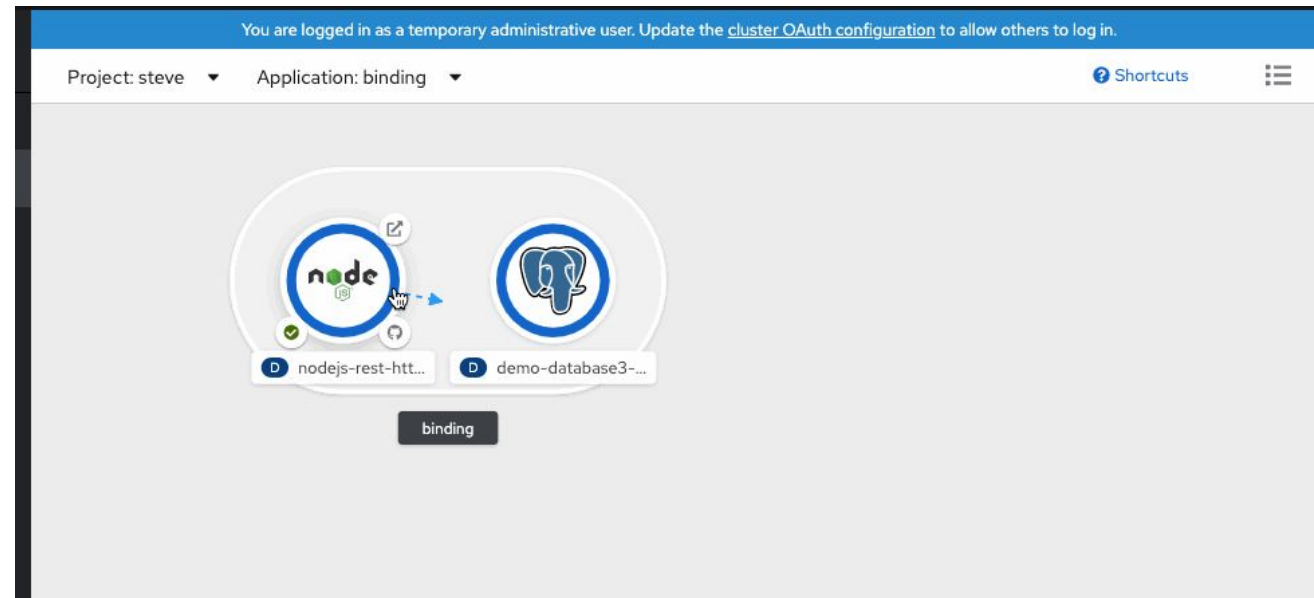 You are logged in as a temporary administrative user. Update the cluster OAuth configuration to allow others to log in.
Project: steve Application: binding Shortcuts
node
JS
D nodejs-rest-htt... D demo-database3-...
binding